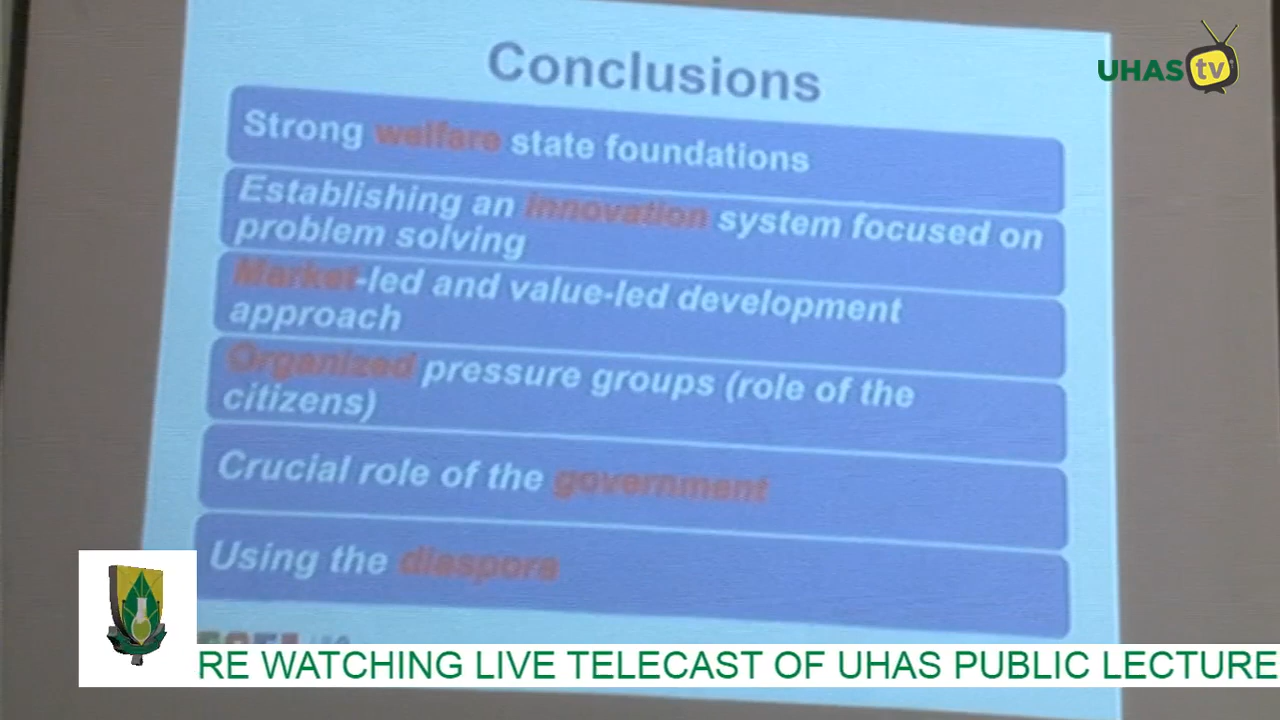 Conclusions
UHAS tv
Strong welfare state foundations
Establishing an innovation system focused on
problem solving
Market-led and value-led development
approach
Organized pressure groups (role of the
citizens)
Crucial role of the government
Using the diaspora
RE WATCHING LIVE TELECAST OF UHAS PUBLIC LECTURE